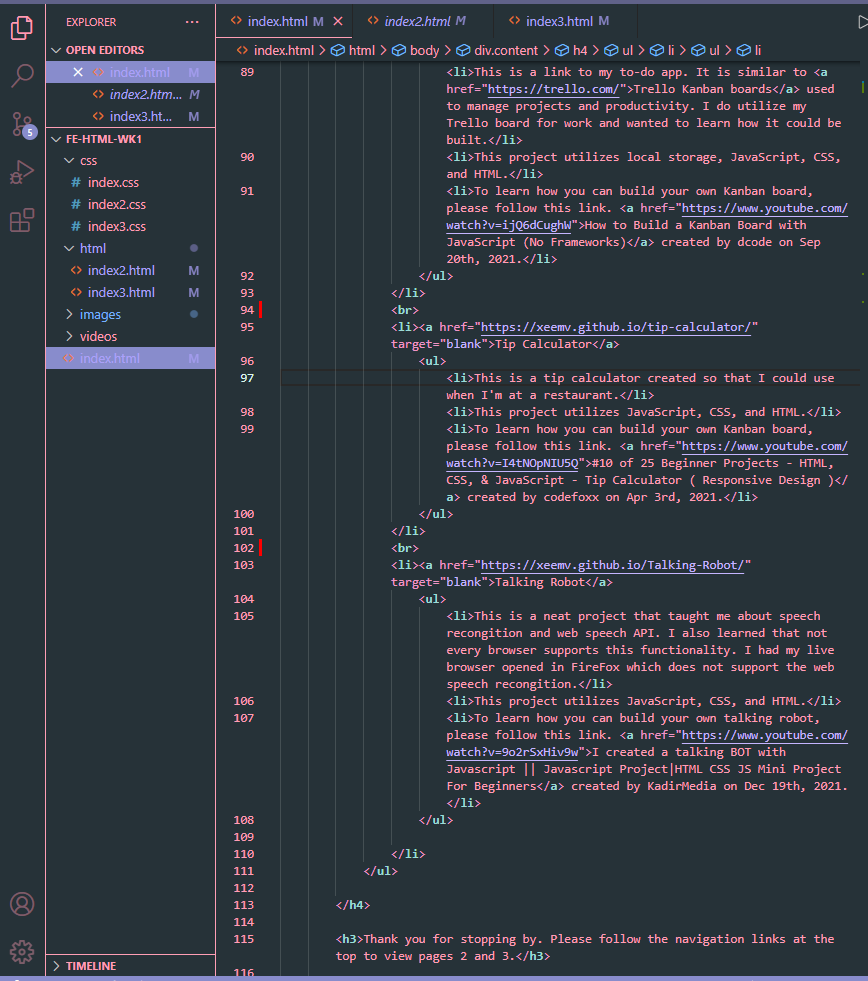 EXPLORER
···
OPEN EDITORS
index.html M
index2.htm... M
index3.ht... M
FE-HTML-WK1
css
# index.css
# index2.css
# index3.css
html
index2.html M
index3.html M
images
videos
index.html M
TIMELINE
5
index.html M
index2.html M
index3.html M
index.html > html > body > div.content > h4 > ul > li > ul > li
89 <li>This is a link to my to-do app. It is similar to <a
href="https://trello.com/">Trello Kanban boards</a> used
to manage projects and productivity. I do utilize my
Trello board for work and wanted to learn how it could be
built.</li>
90 <li>This project utilizes local storage, JavaScript, CSS,
and HTML.</li>
91 <li>To learn how you can build your own Kanban board,
please follow this link. <a href="https://www.youtube.com/
watch?v=ijQ6dCughW">How to Build a Kanban Board with
JavaScript (No Frameworks)</a> created by dcode on Sep
20th, 2021.</li>
92 </ul>
93 </li>
94 <br>
95 <li><a href="https://xeemv.github.io/tip-calculator/"
target="blank">Tip Calculator</a>
96 <ul>
97 <li>This is a tip calculator created so that I could use
when I'm at a restaurant.</li>
98 <li>This project utilizes JavaScript, CSS, and HTML.</li>
99 <li>To learn how you can build your own Kanban board,
please follow this link. <a href="https://www.youtube.com/
watch?v=I4tNOpNIU5Q">#10 of 25 Beginner Projects - HTML,
CSS, & JavaScript - Tip Calculator ( Responsive Design )</
a> created by codefoxx on Apr 3rd, 2021.</li>
100 </ul>
101 </li>
102 <br>
103 <li><a href="https://xeemv.github.io/Talking-Robot/"
target="blank">Talking Robot</a>
104 <ul>
105 <li>This is a neat project that taught me about speech
recongition and web speech API. I also learned that not
every browser supports this functionality. I had my live
browser opened in FireFox which does not support the web
speech recongition.</li>
106 <li>This project utilizes JavaScript, CSS, and HTML.</li>
107 <li>To learn how you can build your own talking robot,
please follow this link. <a href="https://www.youtube.com/
watch?v=9o2rSxHiv9w">I created a talking BOT with
Javascript || Javascript Project|HTML CSS JS Mini Project
For Beginners</a> created by KadirMedia on Dec 19th, 2021.
</li>
108 </ul>
109
110 </li>
111 </ul>
112
113 </h4>
114
115 <h3>Thank you for stopping by. Please follow the navigation links at the
top to view pages 2 and 3.</h3>
116